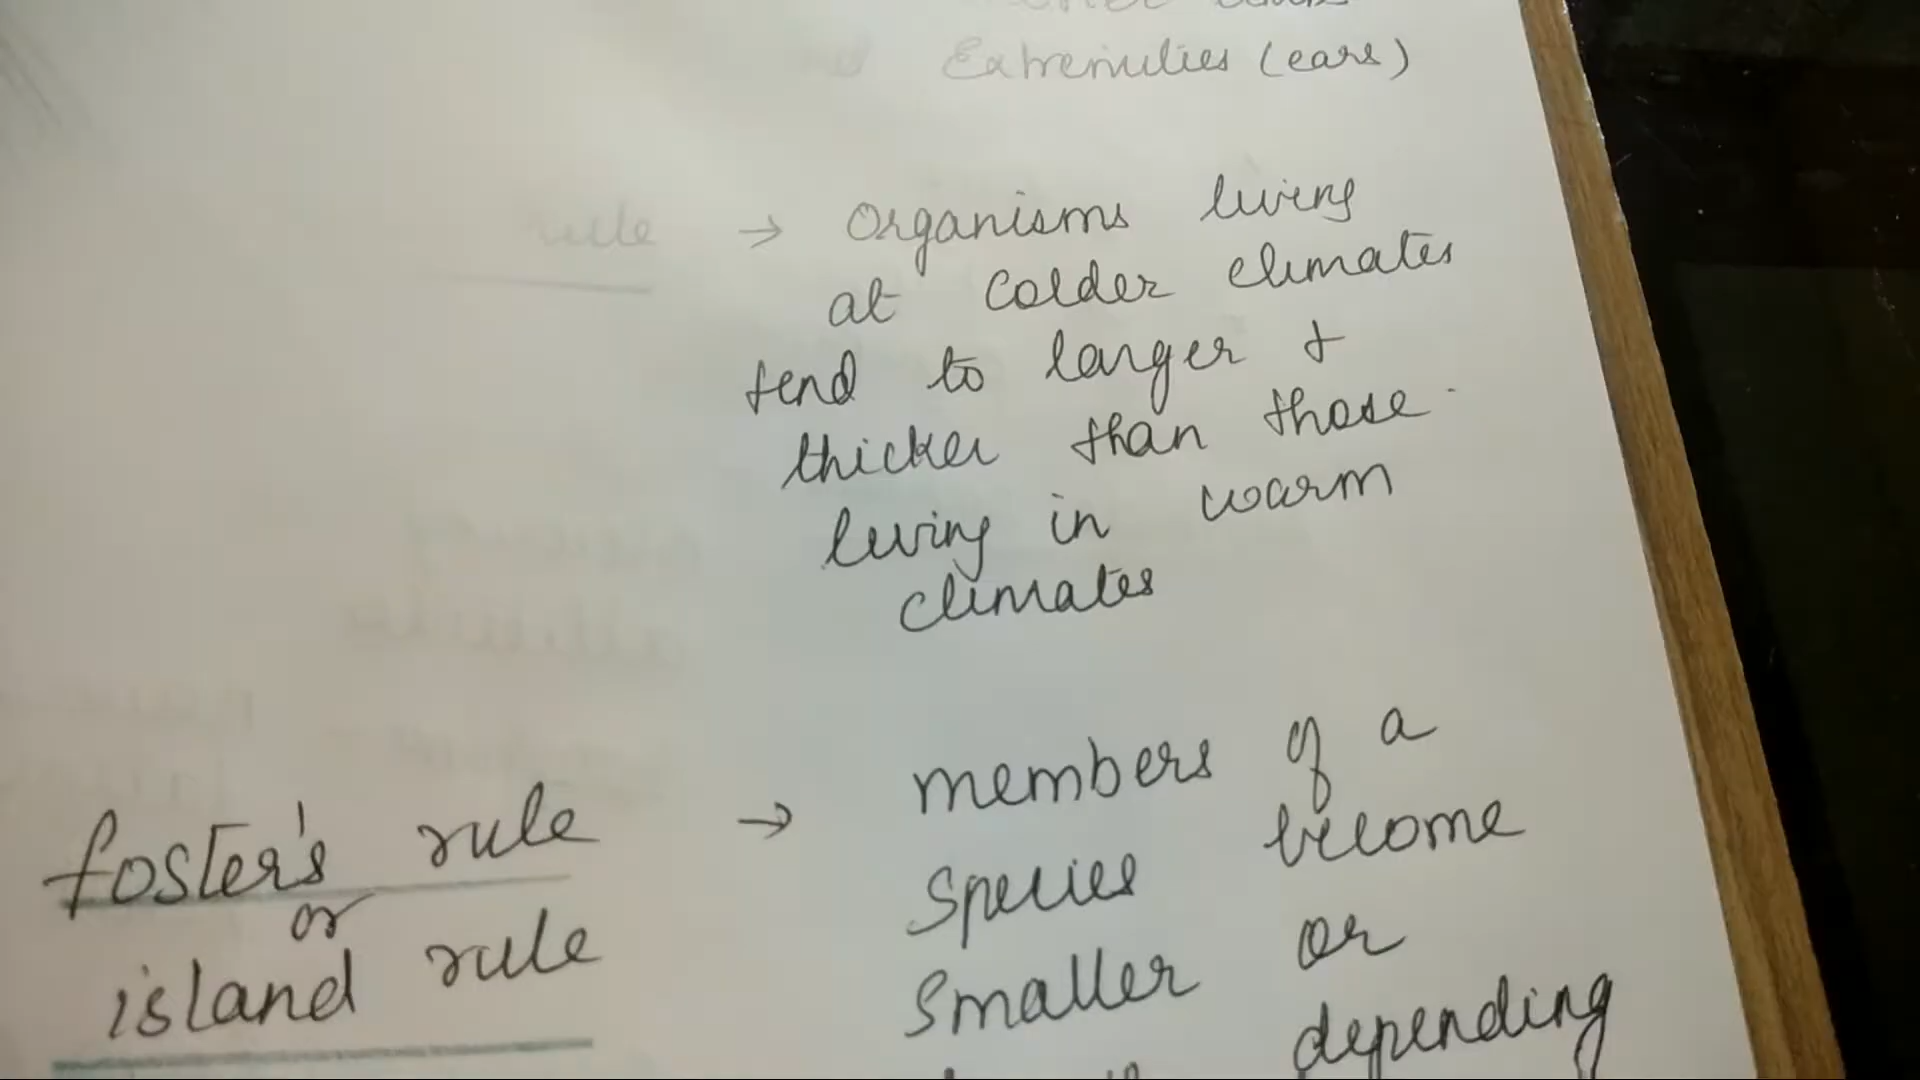 Extremities (ears)
rule → Organisms living
at colder climates
tend to larger &
thicker than those
living in warm
climates
foster's rule → members of a
or species become
island rule smaller or
depending